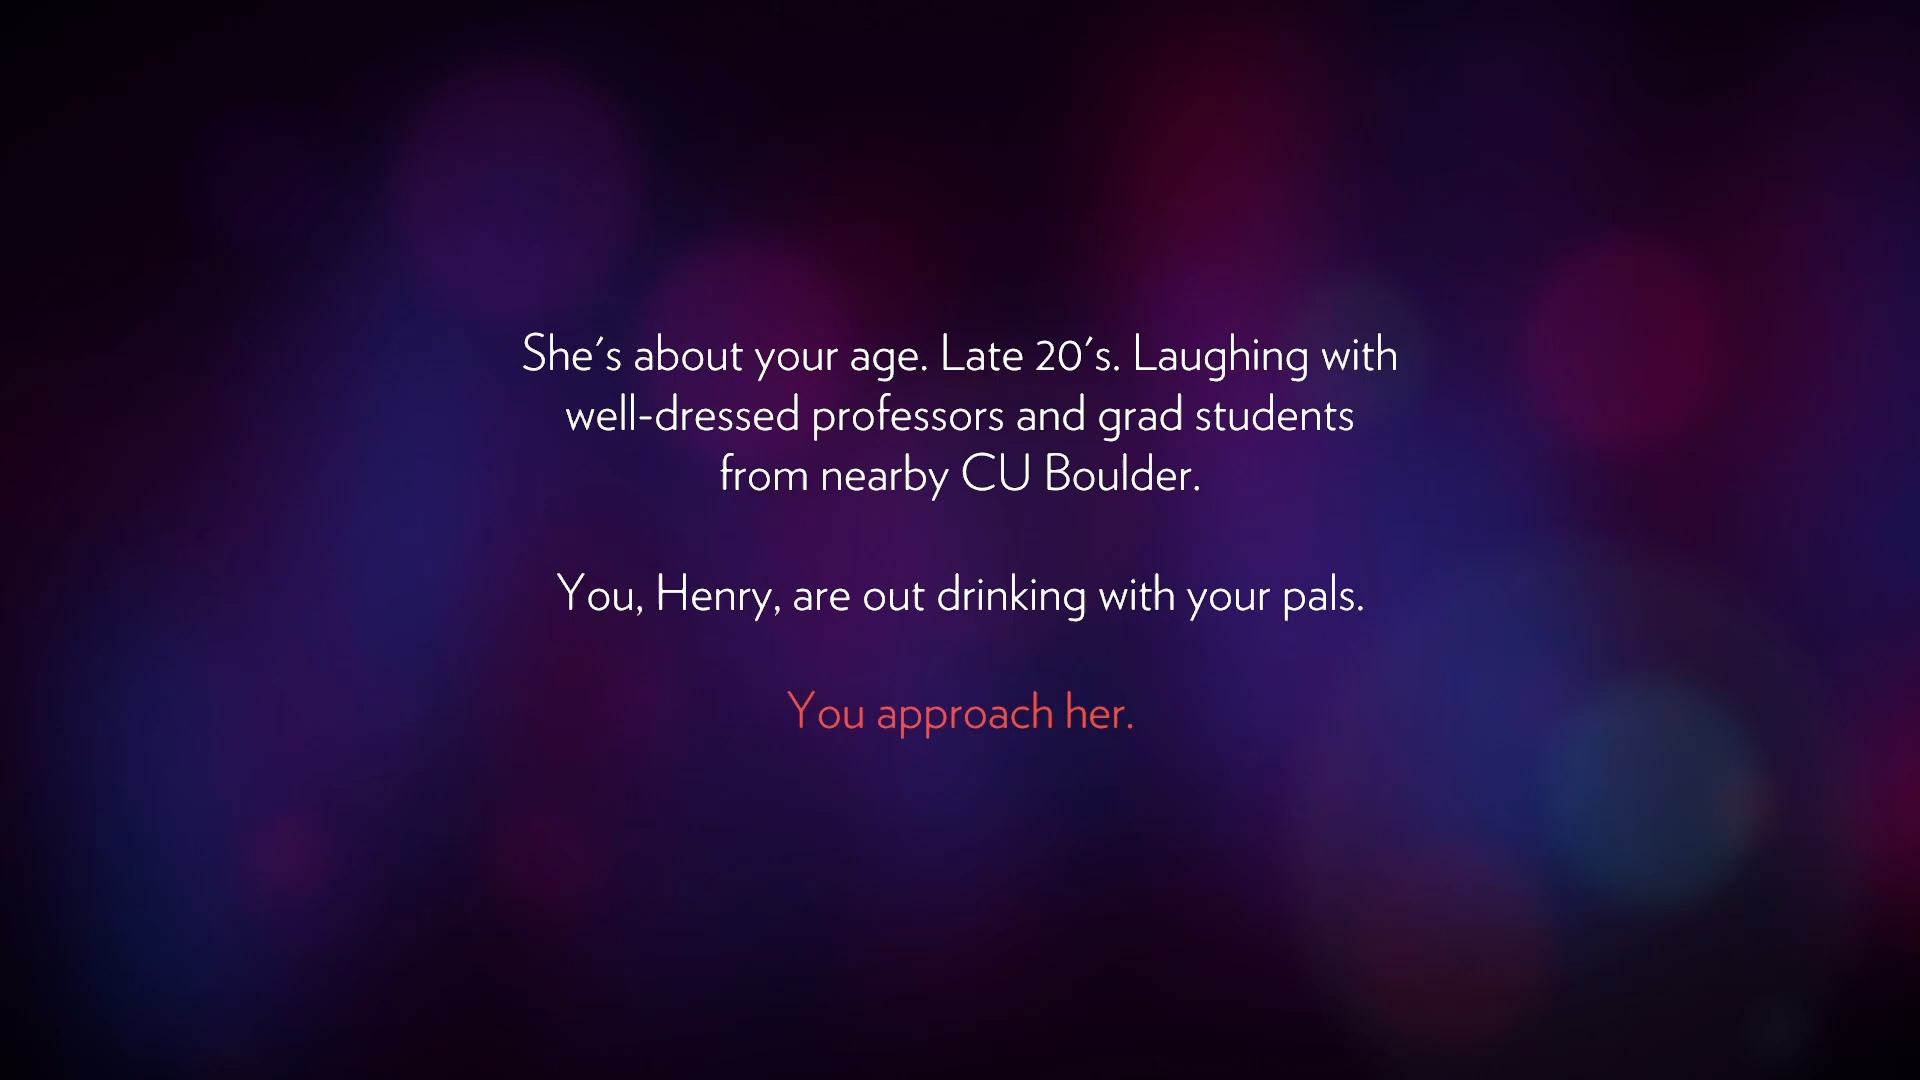 She's about your age. Late 20's. Laughing with
well-dressed professors and grad students
from nearby CU Boulder.
You, Henry, are out drinking with your pals.
You approach her.